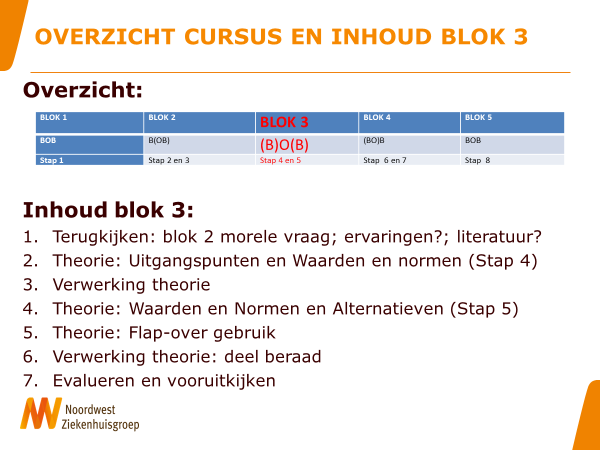 OVERZICHT CURSUS EN INHOUD BLOK 3
Overzicht:
BLOK 1 BLOK 2 BLOK 3 BLOK 4 BLOK 5
BOB B(OB) (B)O(B) (BO)B BOB
Stap 1 Stap 2 en 3 Stap 4 en 5 Stap 6 en 7 Stap 8
Inhoud blok 3:
1. Terugkijken: blok 2 morele vraag; ervaringen?; literatuur?
2. Theorie: Uitgangspunten en Waarden en normen (Stap 4)
3. Verwerking theorie
4. Theorie: Waarden en Normen en Alternatieven (Stap 5)
5. Theorie: Flap-over gebruik
6. Verwerking theorie: deel beraad
7. Evalueren en vooruitkijken
Noordwest
Ziekenhuisgroep